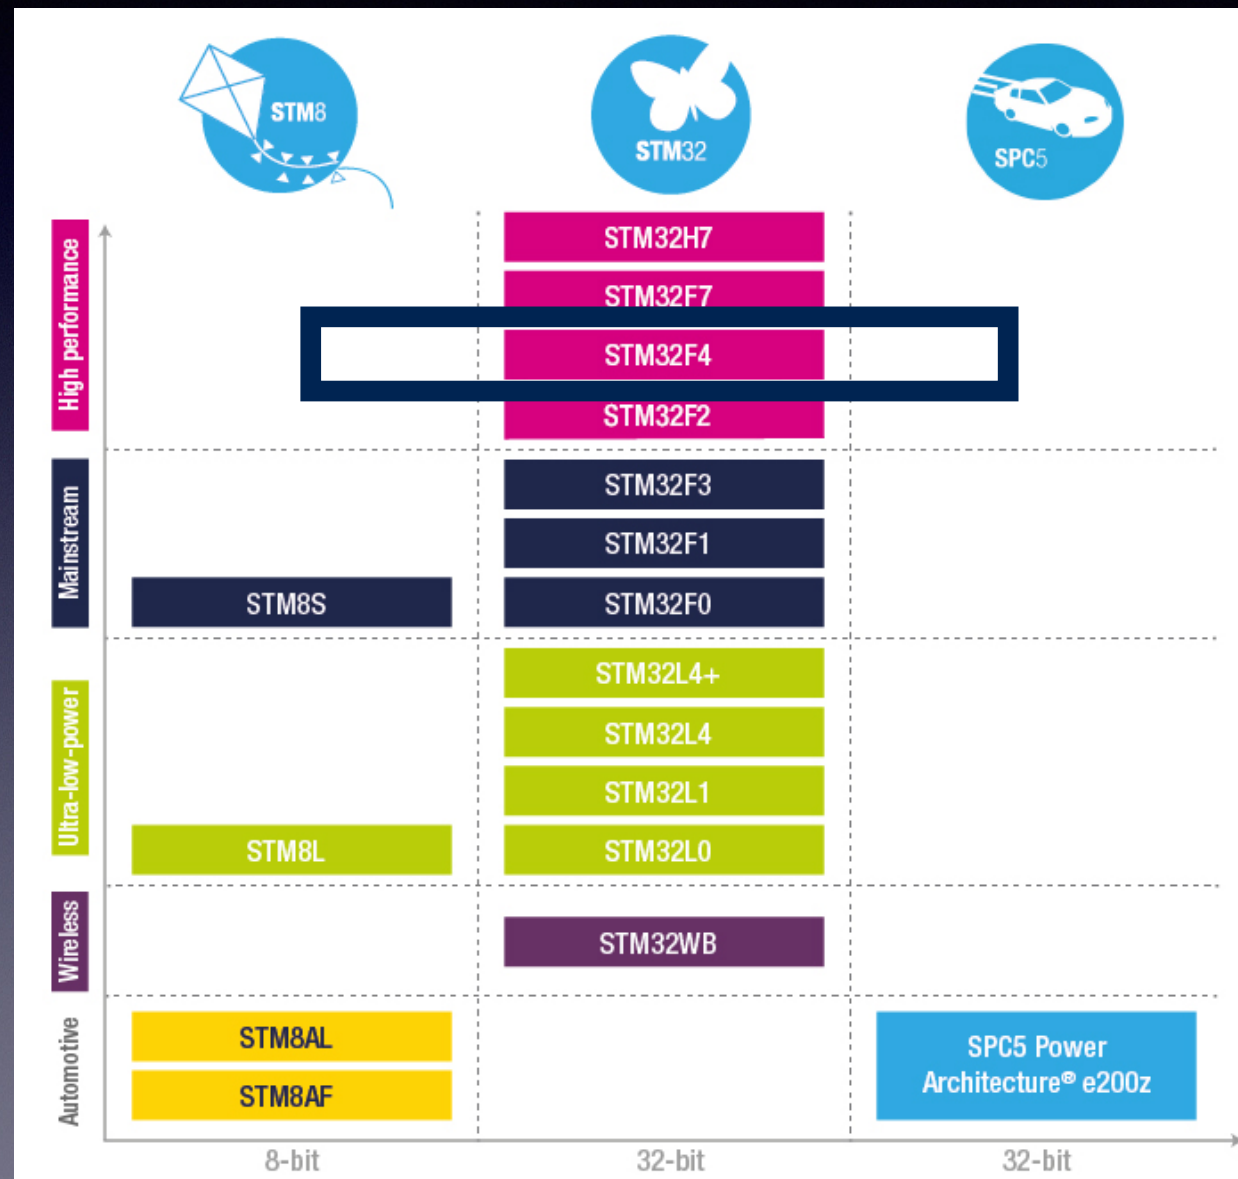 STM8
STM32
SPC5
High performance
STM32H7
STM32F7
STM32F4
STM32F2
Mainstream
STM32F3
STM32F1
STM8S
STM32F0
Ultra-low-power
STM32L4+
STM32L4
STM32L1
STM8L
STM32L0
Wireless
STM32WB
Automotive
STM8AL
STM8AF
SPC5 Power
Architecture® e200z
8-bit
32-bit
32-bit